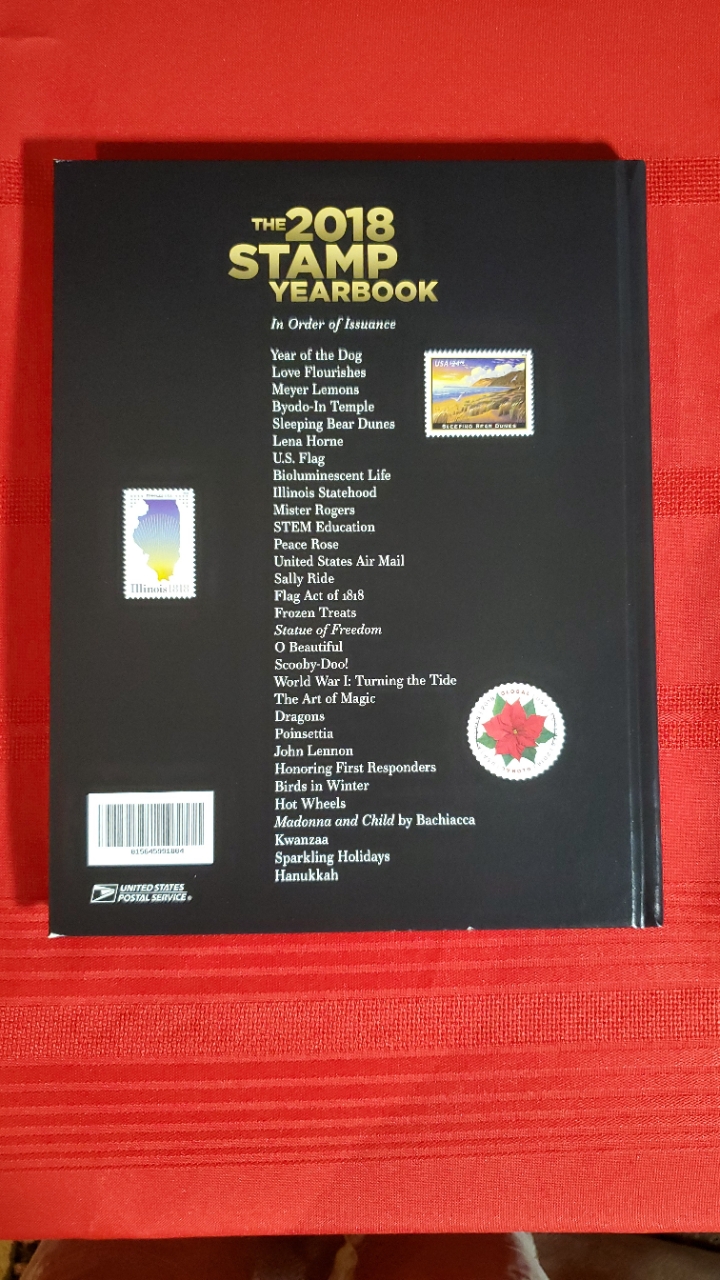 THE 2018
STAMP
YEARBOOK
In Order of Issuance
Year of the Dog
Love Flourishes
Meyer Lemons
Byodo-In Temple
Sleeping Bear Dunes
Lena Horne
U.S. Flag
Bioluminescent Life
Illinois Statehood
Mister Rogers
STEM Education
Peace Rose
United States Air Mail
Sally Ride
Flag Act of 1818
Frozen Treats
Statue of Freedom
O Beautiful
Scooby-Doo!
World War I: Turning the Tide
The Art of Magic
Dragons
Poinsettia
John Lennon
Honoring First Responders
Birds in Winter
Hot Wheels
Madonna and Child by Bachiacca
Kwanzaa
Sparkling Holidays
Hanukkah
USA
SLEEPING BEAR DUNES
Illinois 1818
GLOBAL
UNITED STATES
POSTAL SERVICE®